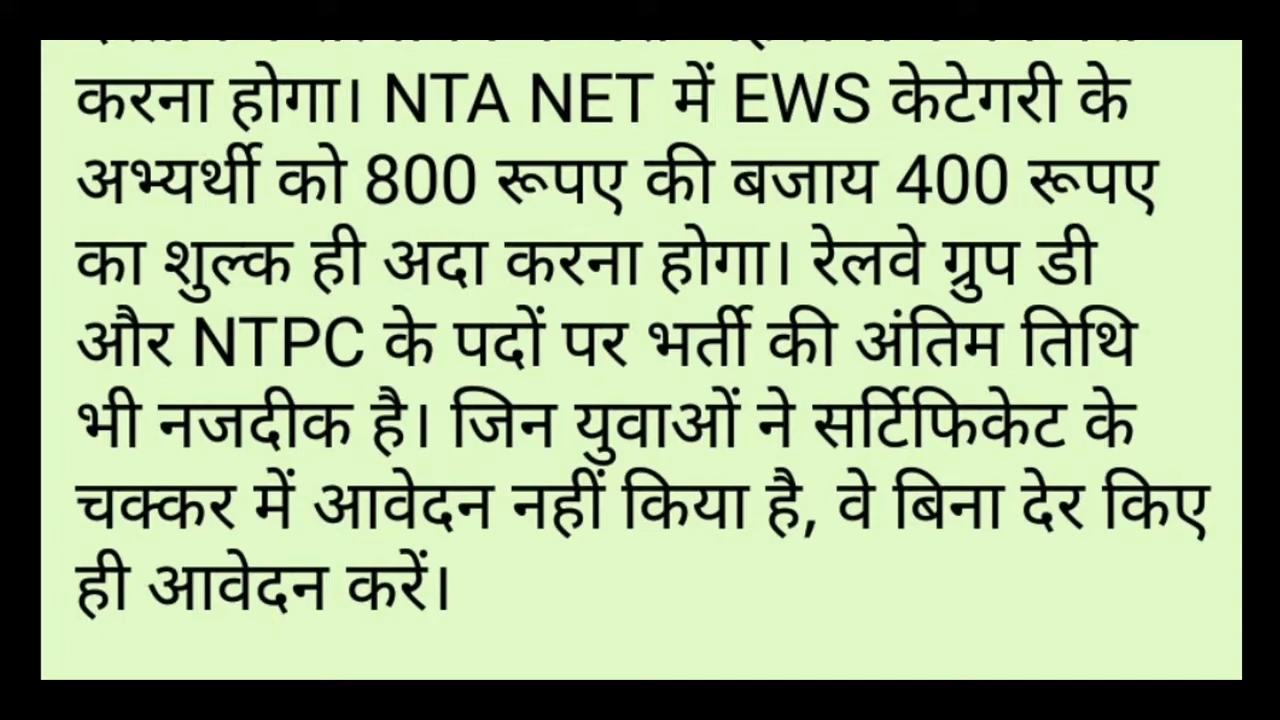 करना होगा। NTA NET में EWS केटेगरी के
अभ्यर्थी को 800 रूपए की बजाय 400 रूपए
का शुल्क ही अदा करना होगा। रेलवे ग्रुप डी
और NTPC के पदों पर भर्ती की अंतिम तिथि
भी नजदीक है। जिन युवाओं ने सर्टिफिकेट के
चक्कर में आवेदन नहीं किया है, वे बिना देर किए
ही आवेदन करें।